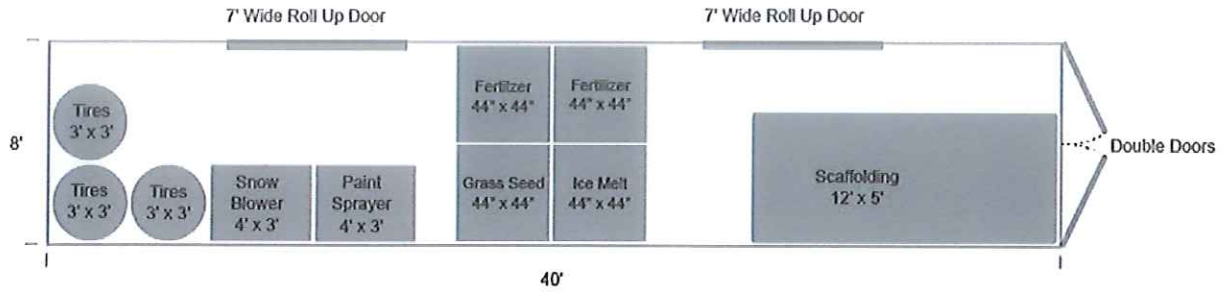 7' Wide Roll Up Door
7' Wide Roll Up Door
Tires
3' x 3'
Fertilzer
44" x 44"
Fertilizer
44" x 44"
8'
Double Doors
Tires
3' x 3'
Tires
3' x 3'
Snow
Blower
4' x 3'
Paint
Sprayer
4' x 3'
Grass Seed
44" x 44"
Ice Melt
44" x 44"
Scaffolding
12' x 5'
40'